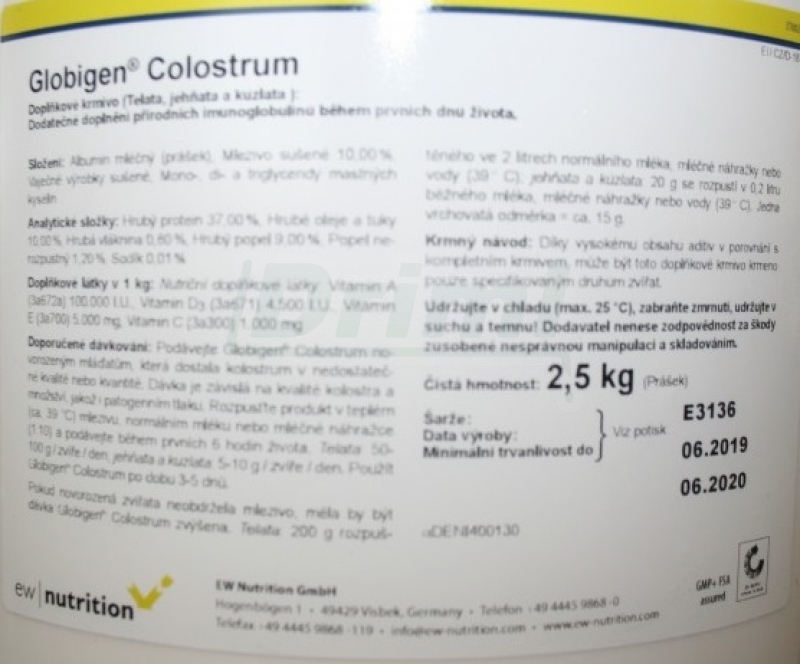 Globigen® Colostrum
Doplňkové krmivo (Telata, jehňata a kuzlata ):
Dodatečné doplnění přírodních imunoglobulinů během prvních dnů života.
Složení: Albumin mléčný (prášek), Mlezivo sušené 10,00 %,
Vaječné výrobky sušené, Mono-, di- a triglyceridy mastných
kyselin
Analytické složky: Hrubý protein 37,00 %, Hrubé oleje a tuky
10,00 %, Hrubá vláknina 0,60 %, Hrubý popel 9,00 %, Popel ne-
rozpustný 1,20 %, Sodík 0,01 %
Doplňkové látky v 1 kg: Nutriční doplňkové látky: Vitamin A
(3a672a) 100.000 I.U., Vitamin D3 (3a671) 4.500 I.U., Vitamin
E (3a700) 5.000 mg, Vitamin C (3a300) 1.000 mg
Doporučené dávkování: Podávejte Globigen® Colostrum no-
vorozeným mláďatům, která dostala kolostrum v nedostateč-
né kvalitě nebo kvantitě. Dávka je závislá na kvalitě kolostra a
množství, jakož i patogenním tlaku. Rozpusťte produkt v teplém
(ca. 39 °C) mlezivu, normálním mléku nebo mléčné náhražce
(1:10) a podávejte během prvních 6 hodin života. Telata: 50-
100 g / zvíře / den, jehňata a kuzlata: 5-10 g / zvíře / den. Použít
Globigen® Colostrum po dobu 3-5 dnů.
Pokud novorozená zvířata neobdržela mlezivo, měla by být
dávka Globigen® Colostrum zvýšena. Telata: 200 g rozpuš-
těného ve 2 litrech normálního mléka, mléčné náhražky nebo
vody (39 °C), jehňata a kůzlata: 20 g se rozpustí v 0,2 litru
běžného mléka, mléčné náhražky nebo vody (39 °C). Jedna
vrchovatá odměrka = ca. 15 g.
Krmný návod: Díky vysokému obsahu aditiv v porovnání s
kompletním krmivem, může být toto doplňkové krmivo krmeno
pouze specifikovaným druhům zvířat.
Udržujte v chladu (max. 25 °C), zabraňte zmrznutí, udržujte v
suchu a temnu! Dodavatel nenese zodpovědnost za škody
způsobené nesprávnou manipulací a skladováním.
Čistá hmotnost: 2,5 kg (Prášek)
Šarže: E3136
Data výroby: Viz potisk 06.2019
Minimální trvanlivost do 06.2020
αDENI400130
ew nutrition
EW Nutrition GmbH
Hogenbögen 1 • 49429 Visbek, Germany • Telefon +49 4445 9868 -0
Telefax +49 4445 9868 -119 • info@ew-nutrition.com • www.ew-nutrition.com
GMP+ FSA
assured